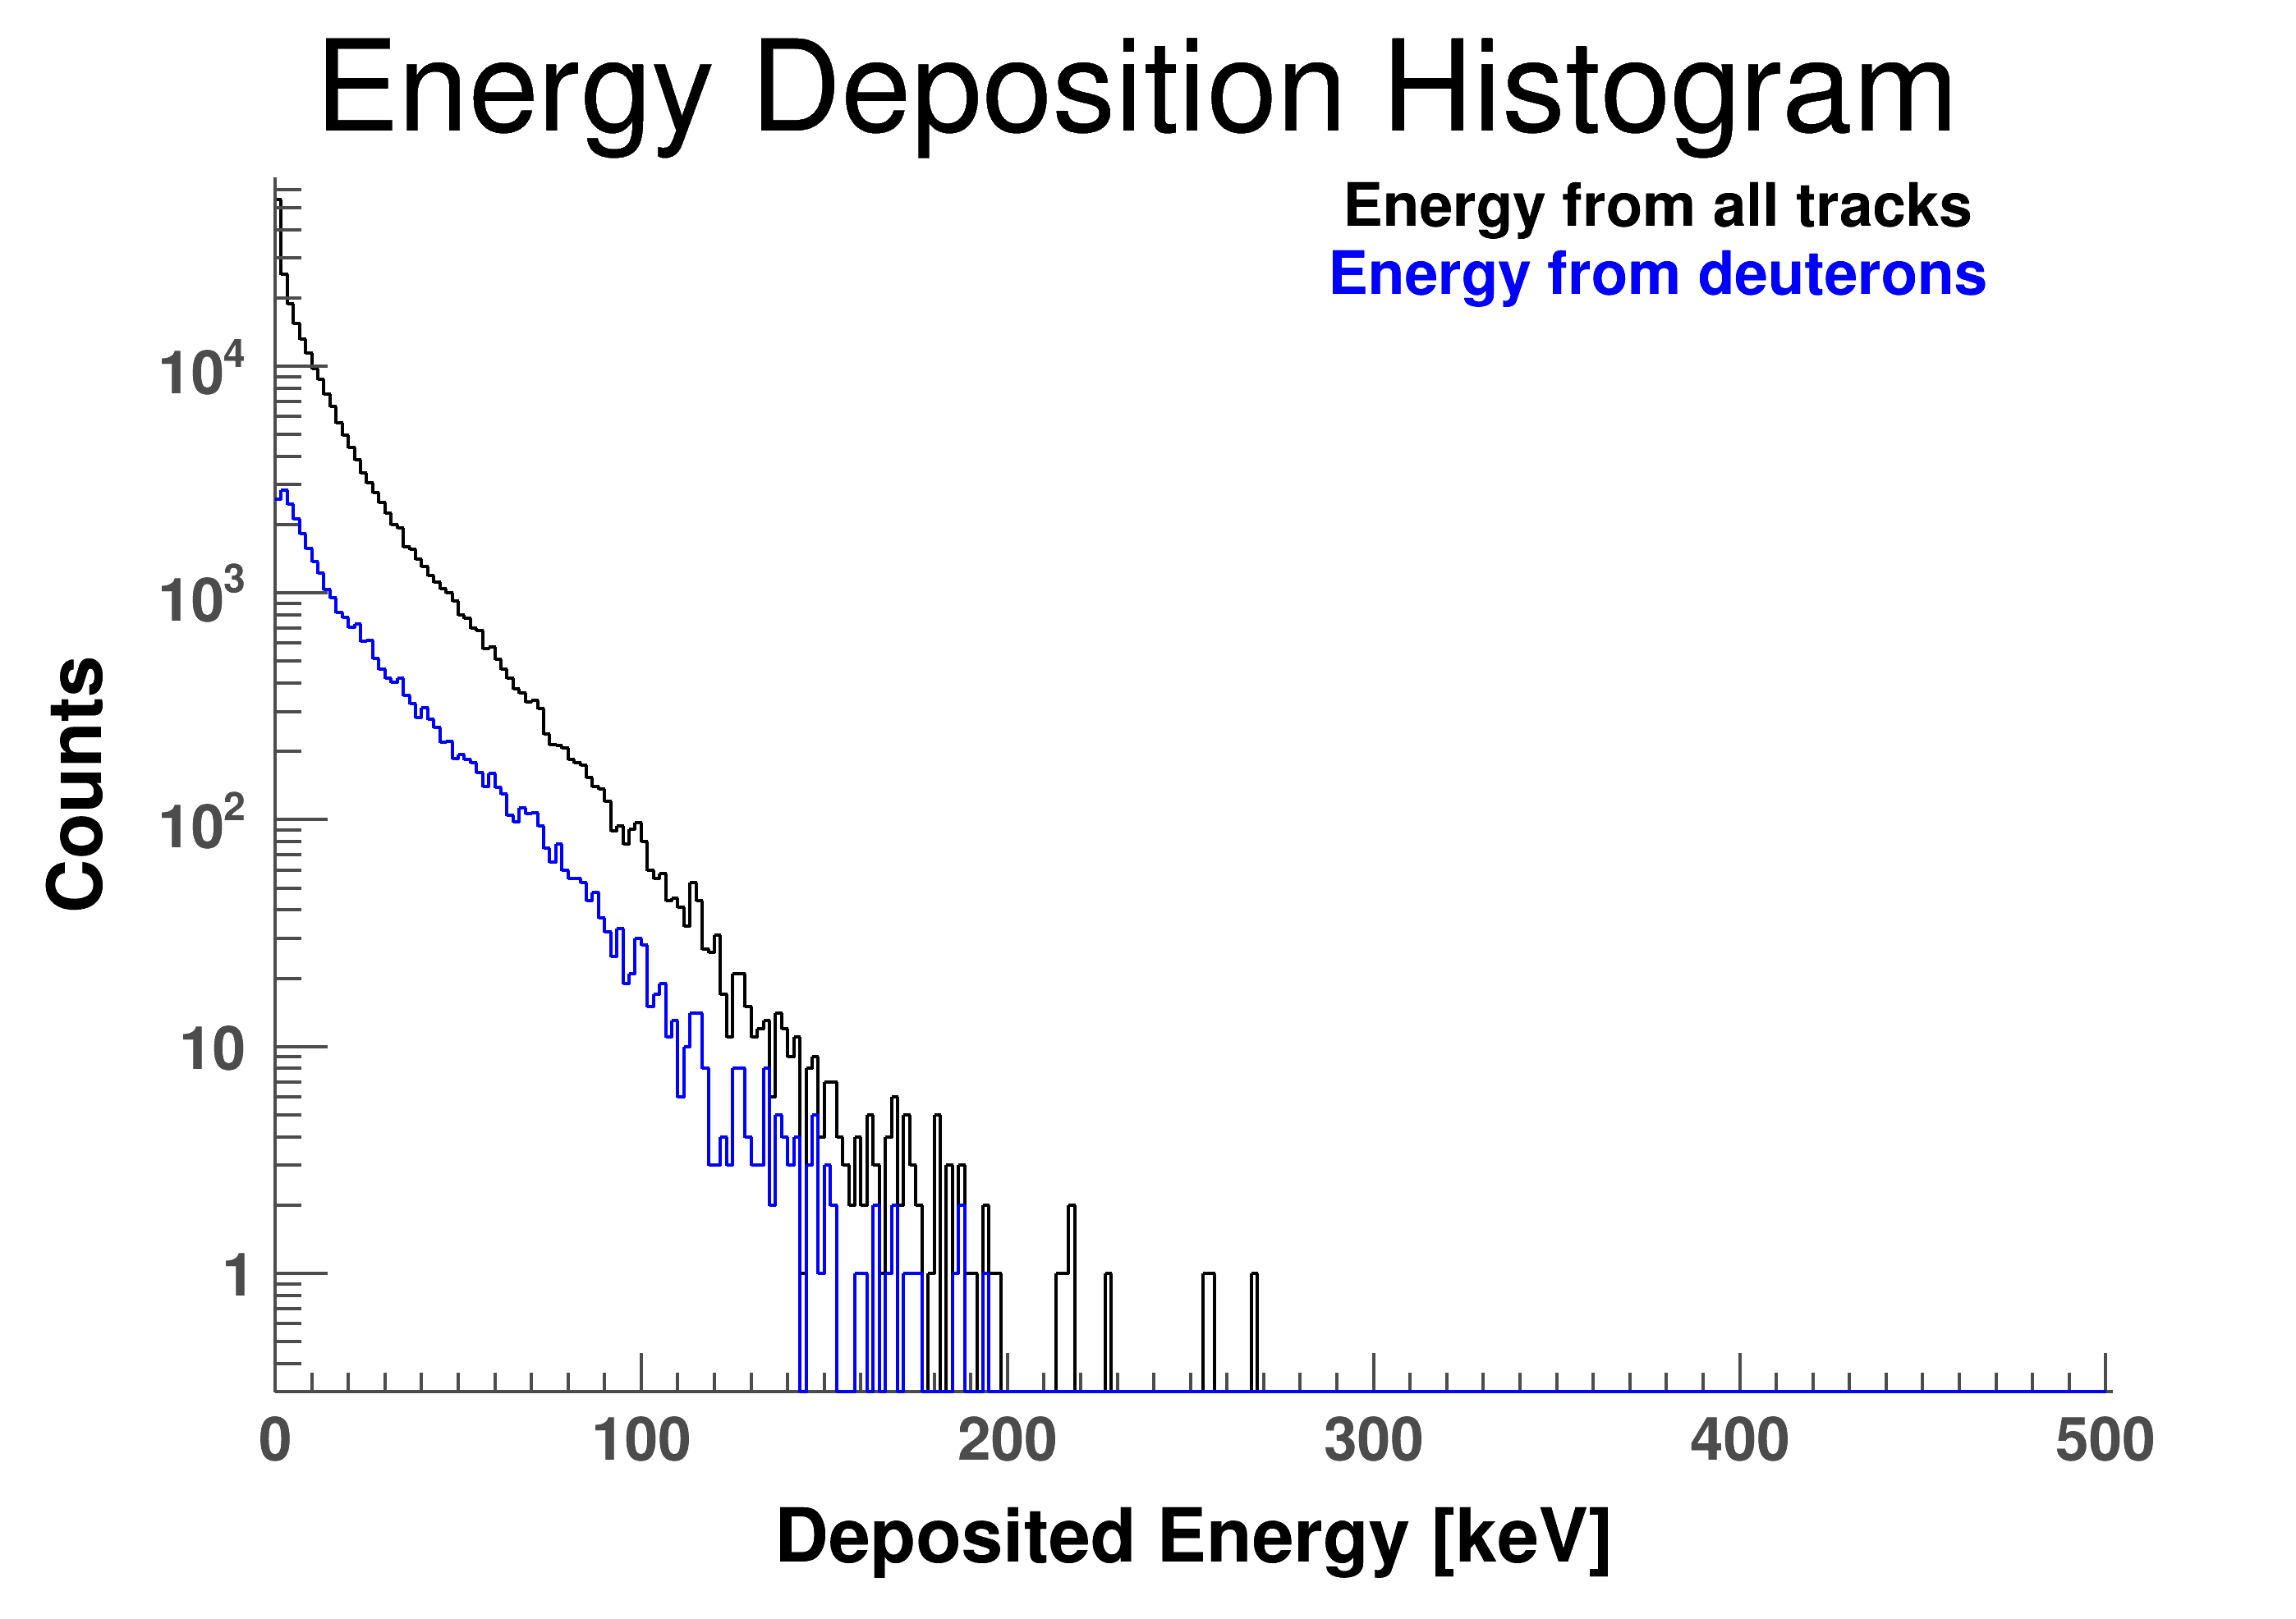 Energy Deposition Histogram
Energy from all tracks
Energy from deuterons
10⁴
10³
10²
10
1
Counts
0 100 200 300 400 500
Deposited Energy [keV]